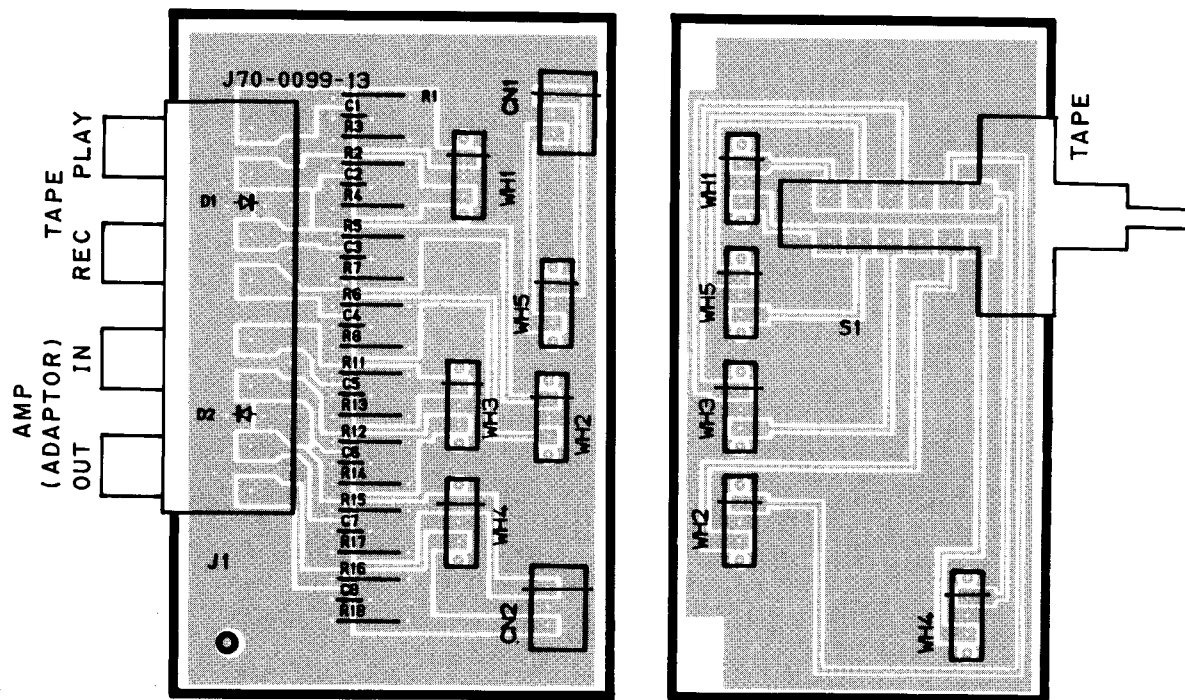 J70-0099-13
R1
C1
R3
R2
C2
R4
R5
C3
R7
R6
C4
R8
R11
C5
R13
R12
C6
R14
R15
C7
R17
R16
C8
R18
CN1
WH1
WH5
WH3
WH2
WH4
CN2
D1
D2
J1
TAPE
PLAY
REC
AMP
(ADAPTOR)
IN
OUT
WH1
WH5
WH3
WH2
WH4
S1
TAPE